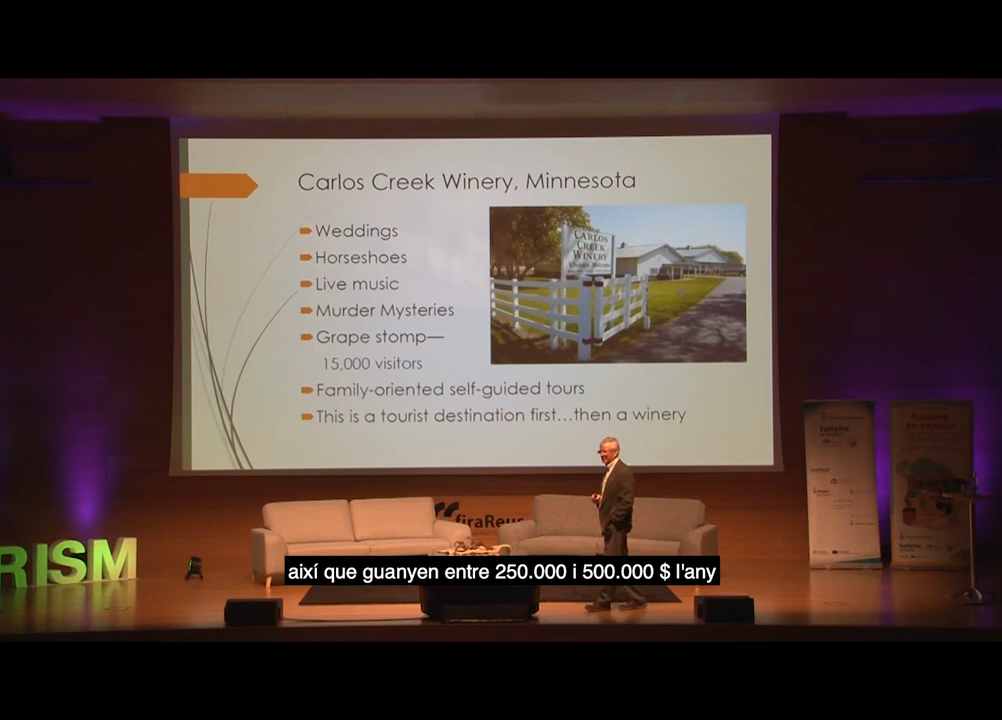 Carlos Creek Winery, Minnesota
Weddings
Horseshoes
Live music
Murder Mysteries
Grape stomp—
15,000 visitors
Family-oriented self-guided tours
This is a tourist destination first…then a winery
CARLOS
CREEK
WINERY
firaReus
RISM
així que guanyen entre 250.000 i 500.000 $ l'any